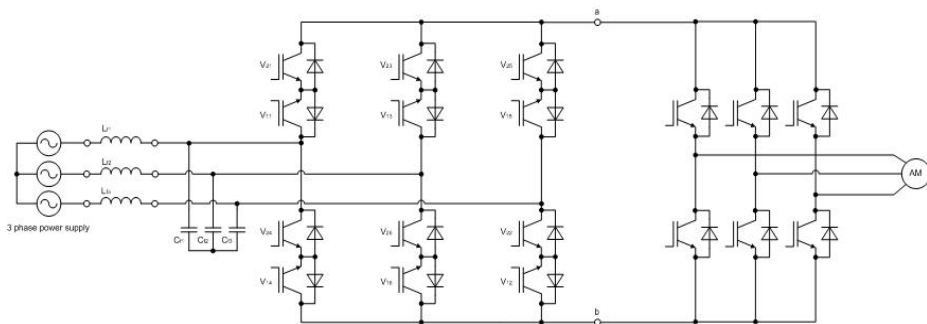 a
V21
V23
V25
V11
V13
V15
Lf1
Lf2
Lf3
AM
3 phase power supply
Cf1
Cf2
Cf3
V24
V26
V22
V14
V16
V12
b